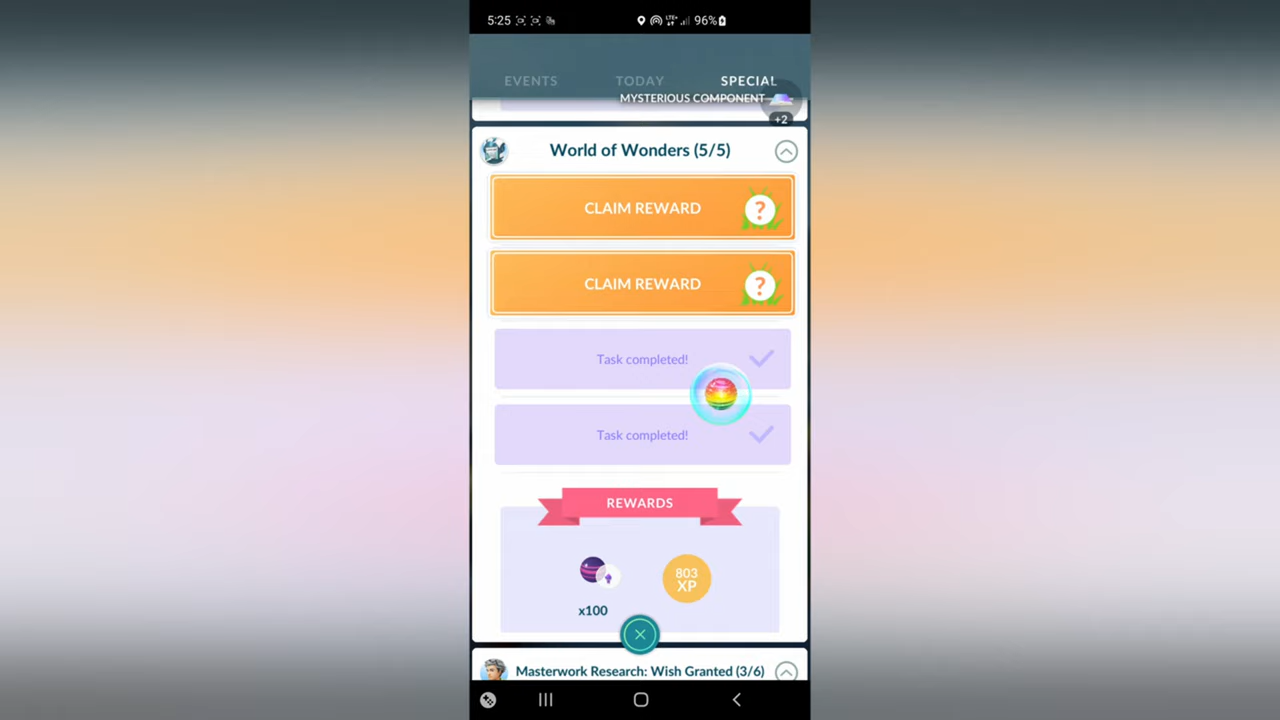 5:25
LTE+ 96%
EVENTS TODAY SPECIAL
MYSTERIOUS COMPONENT
+2
World of Wonders (5/5)
CLAIM REWARD ?
CLAIM REWARD ?
Task completed!
Task completed!
REWARDS
803
XP
x100
Masterwork Research: Wish Granted (3/6)